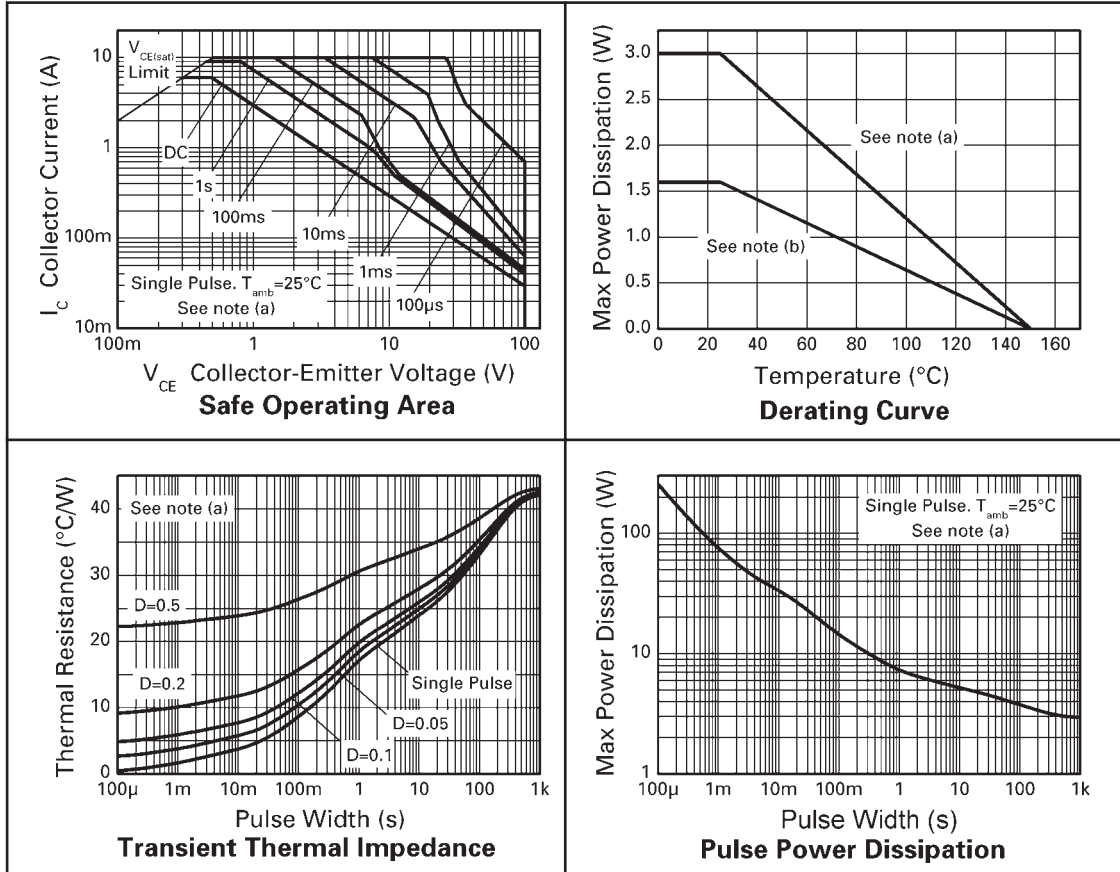 I_C Collector Current (A)
10
1
100m
10m
V_CE(sat)
Limit
DC
1s
100ms
10ms
1ms
100µs
Single Pulse. T_amb=25°C
See note (a)
100m
1
10
100
V_CE Collector-Emitter Voltage (V)
Safe Operating Area
Max Power Dissipation (W)
3.0
2.5
2.0
1.5
1.0
0.5
0.0
See note (a)
See note (b)
0 20 40 60 80 100 120 140 160
Temperature (°C)
Derating Curve
Thermal Resistance (°C/W)
40
30
20
10
0
See note (a)
D=0.5
D=0.2
Single Pulse
D=0.05
D=0.1
100µ 1m 10m 100m 1 10 100 1k
Pulse Width (s)
Transient Thermal Impedance
Max Power Dissipation (W)
100
10
1
Single Pulse. T_amb=25°C
See note (a)
100µ 1m 10m 100m 1 10 100 1k
Pulse Width (s)
Pulse Power Dissipation